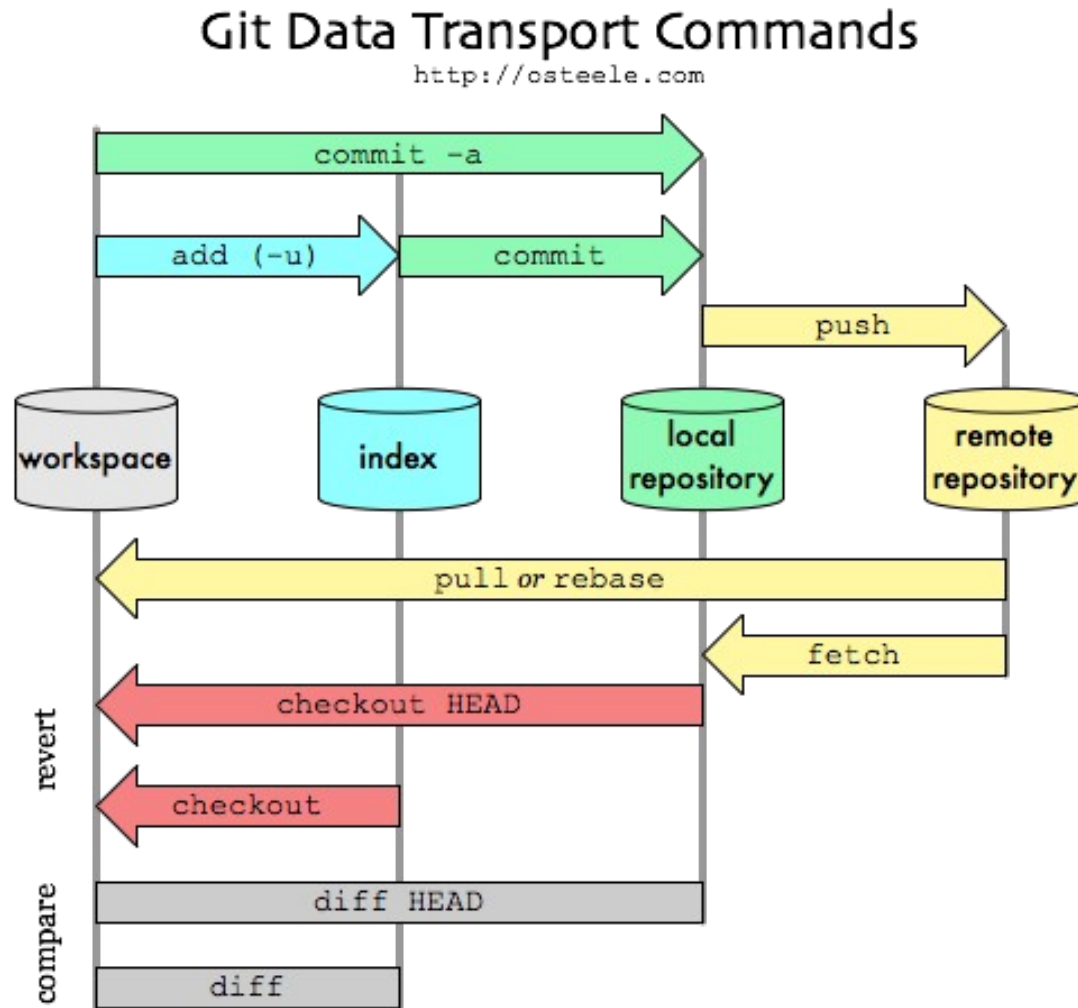 Git Data Transport Commands
http://osteele.com
commit -a
add (-u)
commit
push
workspace
index
local
repository
remote
repository
pull or rebase
fetch
revert
checkout HEAD
checkout
compare
diff HEAD
diff